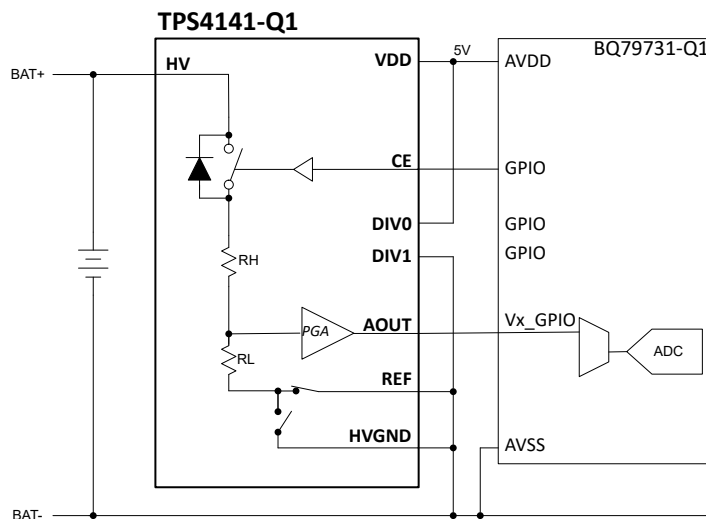 TPS4141-Q1
BQ79731-Q1
BAT+
HV
VDD
5V
AVDD
CE
GPIO
DIV0
GPIO
DIV1
GPIO
RH
PGA
AOUT
Vx_GPIO
ADC
RL
REF
HVGND
AVSS
BAT-